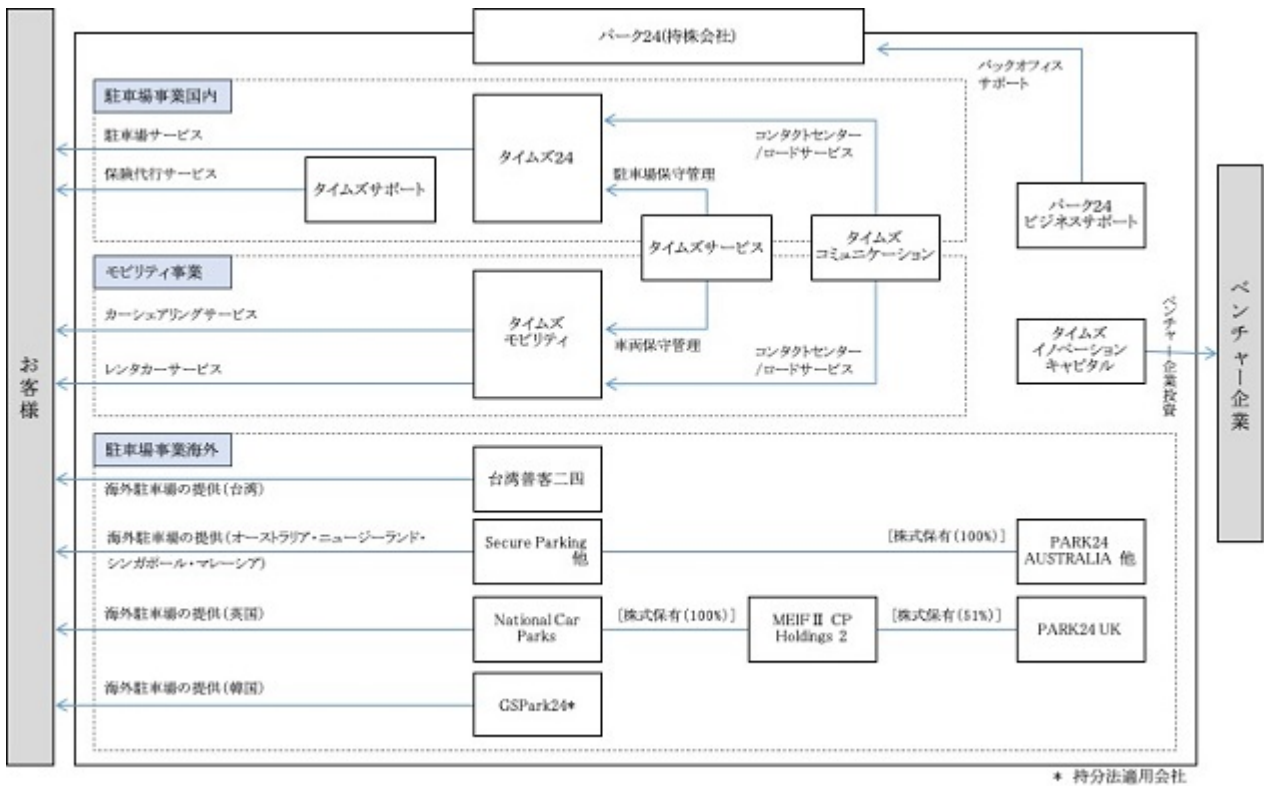 パーク24(持株会社)
バックオフィス
サポート
駐車場事業国内
駐車場サービス
保険代行サービス
タイムズサポート
タイムズ24
コンタクトセンター
/ロードサービス
駐車場保守管理
タイムズサービス
タイムズ
コミュニケーション
パーク24
ビジネスサポート
モビリティ事業
カーシェアリングサービス
レンタカーサービス
タイムズ
モビリティ
車両保守管理
コンタクトセンター
/ロードサービス
タイムズ
イノベーション
キャピタル
ベンチャー企業投資
ベンチャー企業
お客様
駐車場事業海外
海外駐車場の提供(台湾)
台湾普客二四
海外駐車場の提供(オーストラリア・ニュージーランド・
シンガポール・マレーシア)
Secure Parking
他
[株式保有(100%)]
PARK24
AUSTRALIA 他
海外駐車場の提供(英国)
National Car
Parks
[株式保有(100%)]
MEIFⅡ CP
Holdings 2
[株式保有(51%)]
PARK24 UK
海外駐車場の提供(韓国)
GSPark24*
* 持分法適用会社